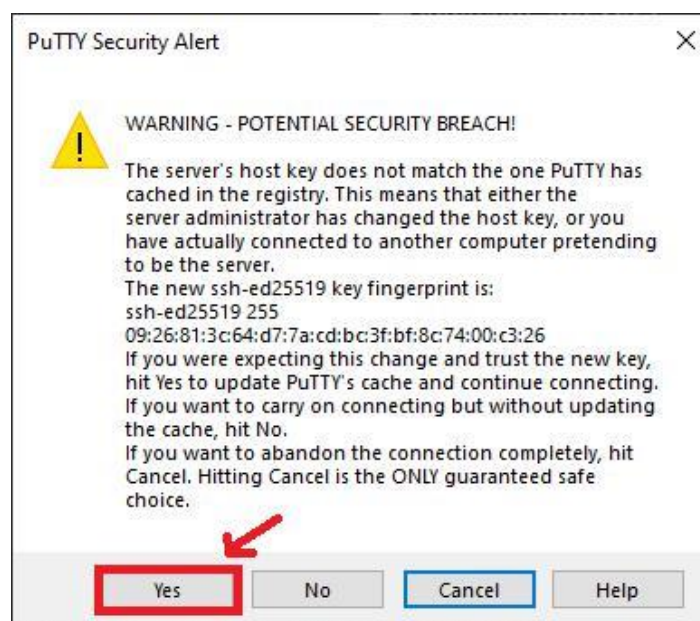 PuTTY Security Alert
WARNING - POTENTIAL SECURITY BREACH!
The server's host key does not match the one PuTTY has
cached in the registry. This means that either the
server administrator has changed the host key, or you
have actually connected to another computer pretending
to be the server.
The new ssh-ed25519 key fingerprint is:
ssh-ed25519 255
09:26:81:3c:64:d7:7a:cd:bc:3f:bf:8c:74:00:c3:26
If you were expecting this change and trust the new key,
hit Yes to update PuTTY's cache and continue connecting.
If you want to carry on connecting but without updating
the cache, hit No.
If you want to abandon the connection completely, hit
Cancel. Hitting Cancel is the ONLY guaranteed safe
choice.
Yes No Cancel Help